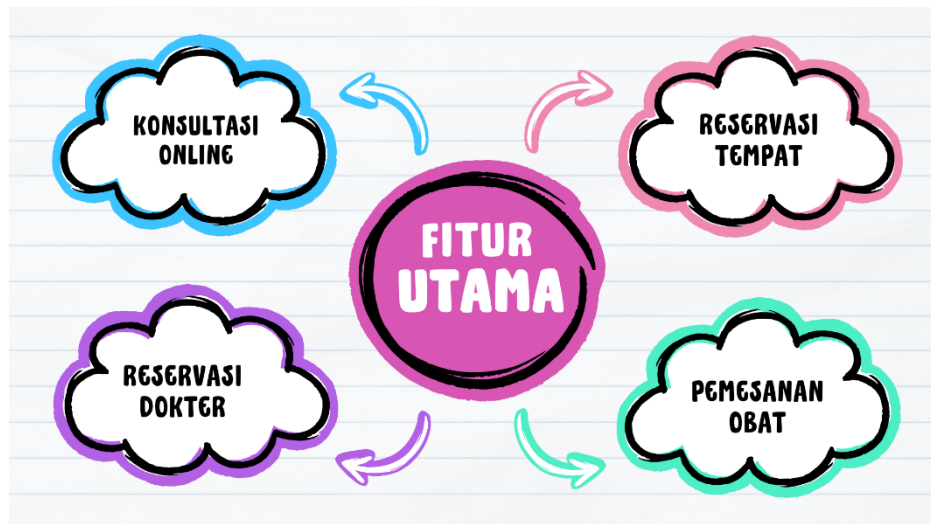 KONSULTASI
ONLINE
RESERVASI
TEMPAT
FITUR
UTAMA
RESERVASI
DOKTER
PEMESANAN
OBAT